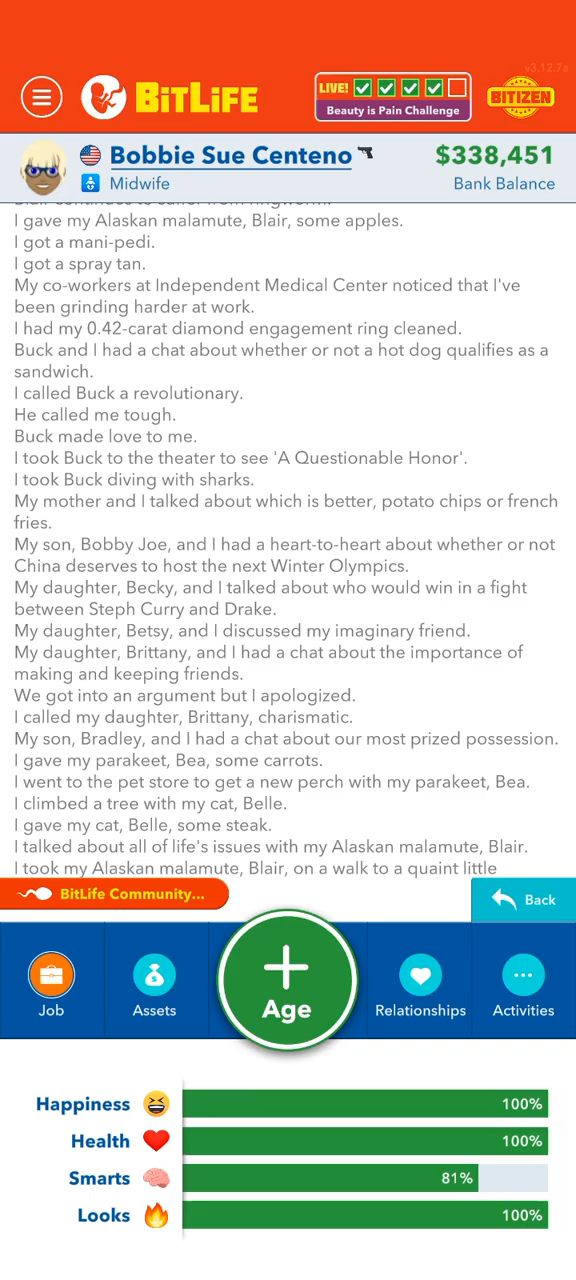 v3.12.7a
BITLIFE
LIVE!
Beauty is Pain Challenge
BITIZEN
Bobbie Sue Centeno
$338,451
Midwife
Bank Balance
Blair continues to suffer from ringworm.
I gave my Alaskan malamute, Blair, some apples.
I got a mani-pedi.
I got a spray tan.
My co-workers at Independent Medical Center noticed that I've
been grinding harder at work.
I had my 0.42-carat diamond engagement ring cleaned.
Buck and I had a chat about whether or not a hot dog qualifies as a
sandwich.
I called Buck a revolutionary.
He called me tough.
Buck made love to me.
I took Buck to the theater to see 'A Questionable Honor'.
I took Buck diving with sharks.
My mother and I talked about which is better, potato chips or french
fries.
My son, Bobby Joe, and I had a heart-to-heart about whether or not
China deserves to host the next Winter Olympics.
My daughter, Becky, and I talked about who would win in a fight
between Steph Curry and Drake.
My daughter, Betsy, and I discussed my imaginary friend.
My daughter, Brittany, and I had a chat about the importance of
making and keeping friends.
We got into an argument but I apologized.
I called my daughter, Brittany, charismatic.
My son, Bradley, and I had a chat about our most prized possession.
I gave my parakeet, Bea, some carrots.
I went to the pet store to get a new perch with my parakeet, Bea.
I climbed a tree with my cat, Belle.
I gave my cat, Belle, some steak.
I talked about all of life's issues with my Alaskan malamute, Blair.
I took my Alaskan malamute, Blair, on a walk to a quaint little
BitLife Community...
Back
Job
Assets
Age
Relationships
Activities
Happiness
100%
Health
100%
Smarts
81%
Looks
100%